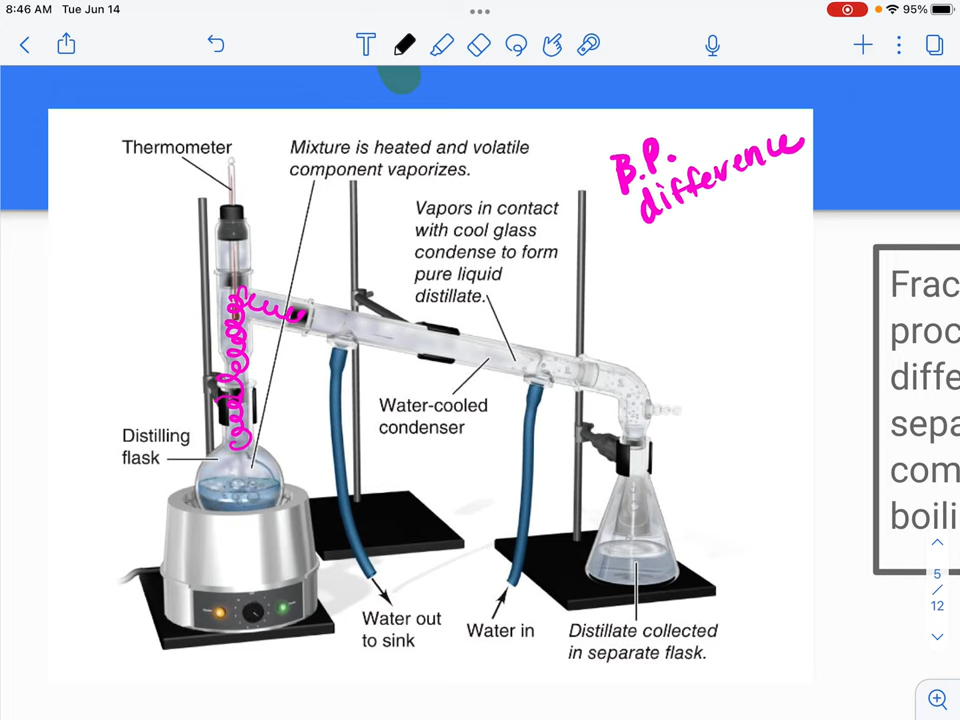 8:46 AM Tue Jun 14
95%
T
B.P.
difference
Thermometer
Mixture is heated and volatile
component vaporizes.
Vapors in contact
with cool glass
condense to form
pure liquid
distillate.
Water-cooled
condenser
Distilling
flask
Water out
to sink
Water in
Distillate collected
in separate flask.
Frac
proc
diffe
sepa
com
boili
5
/
12